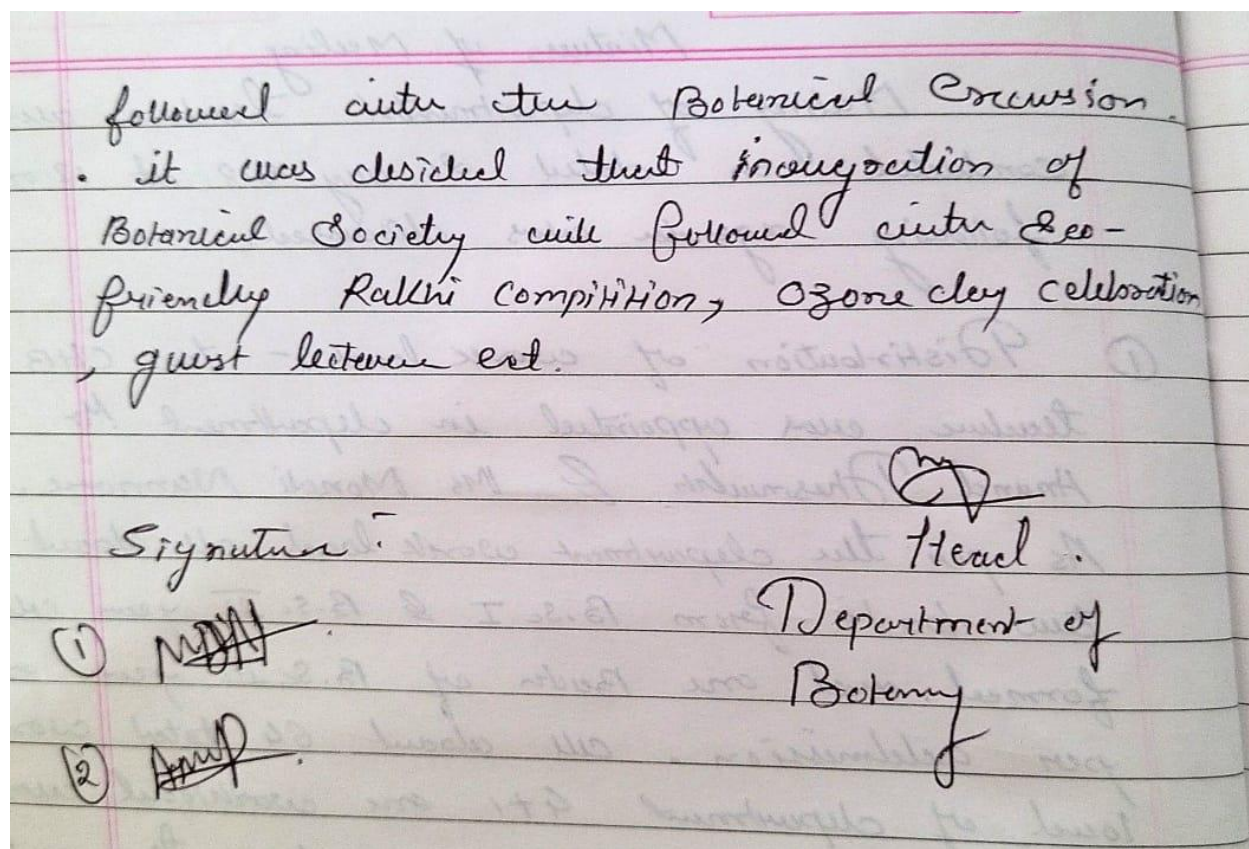 followed with the Botanical Excursion.
. it was desided that inaugration of
Botanical Society will followed with Eco-
friendly Rakhi Compitition, Ozone day celebration
, guest lecture ect.
Signature :-
Head .
Department of
Botany
①
②